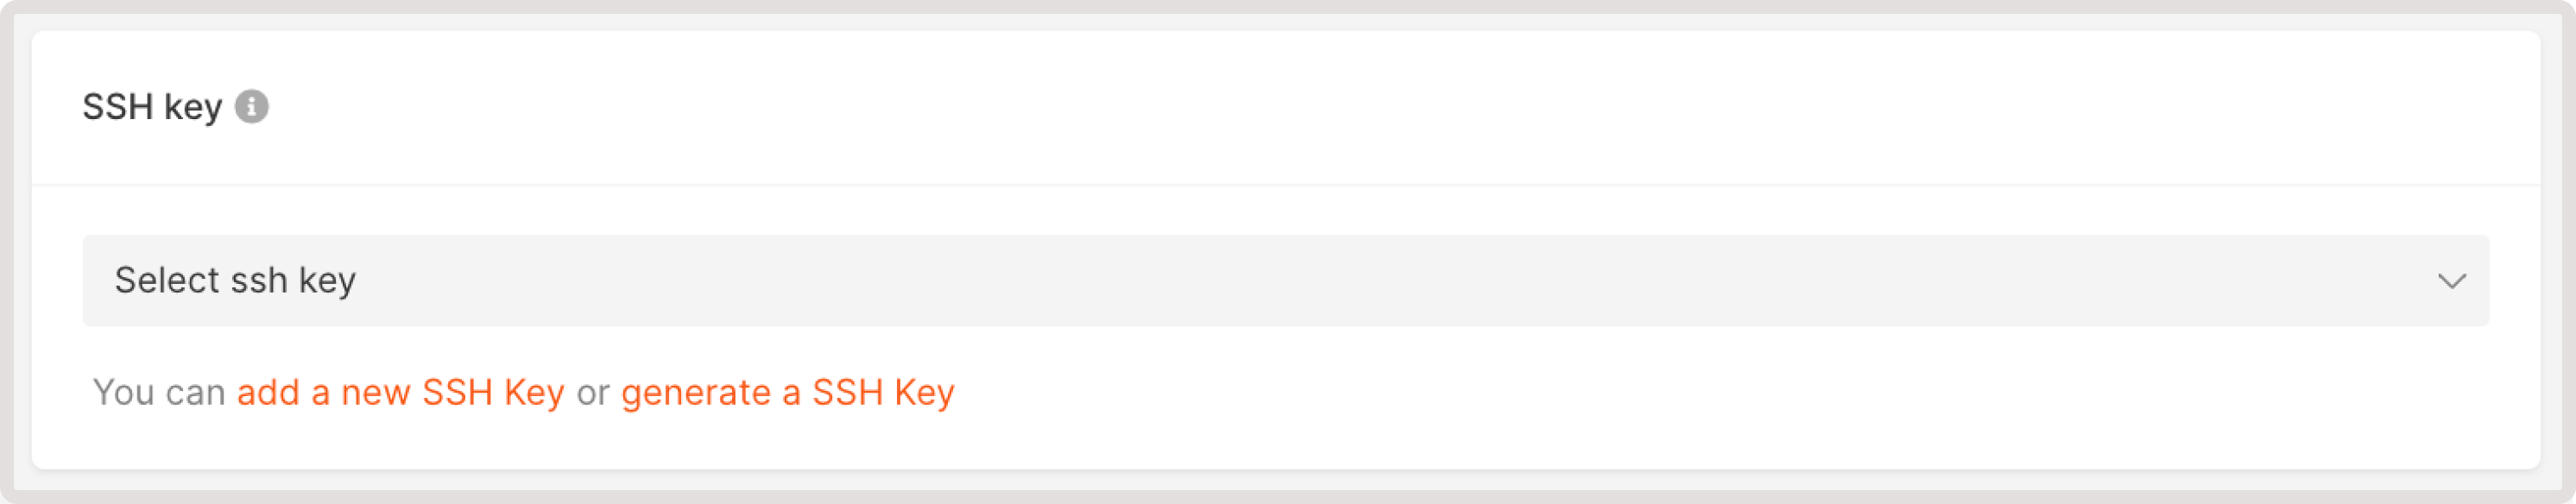 SSH key
Select ssh key
You can add a new SSH Key or generate a SSH Key